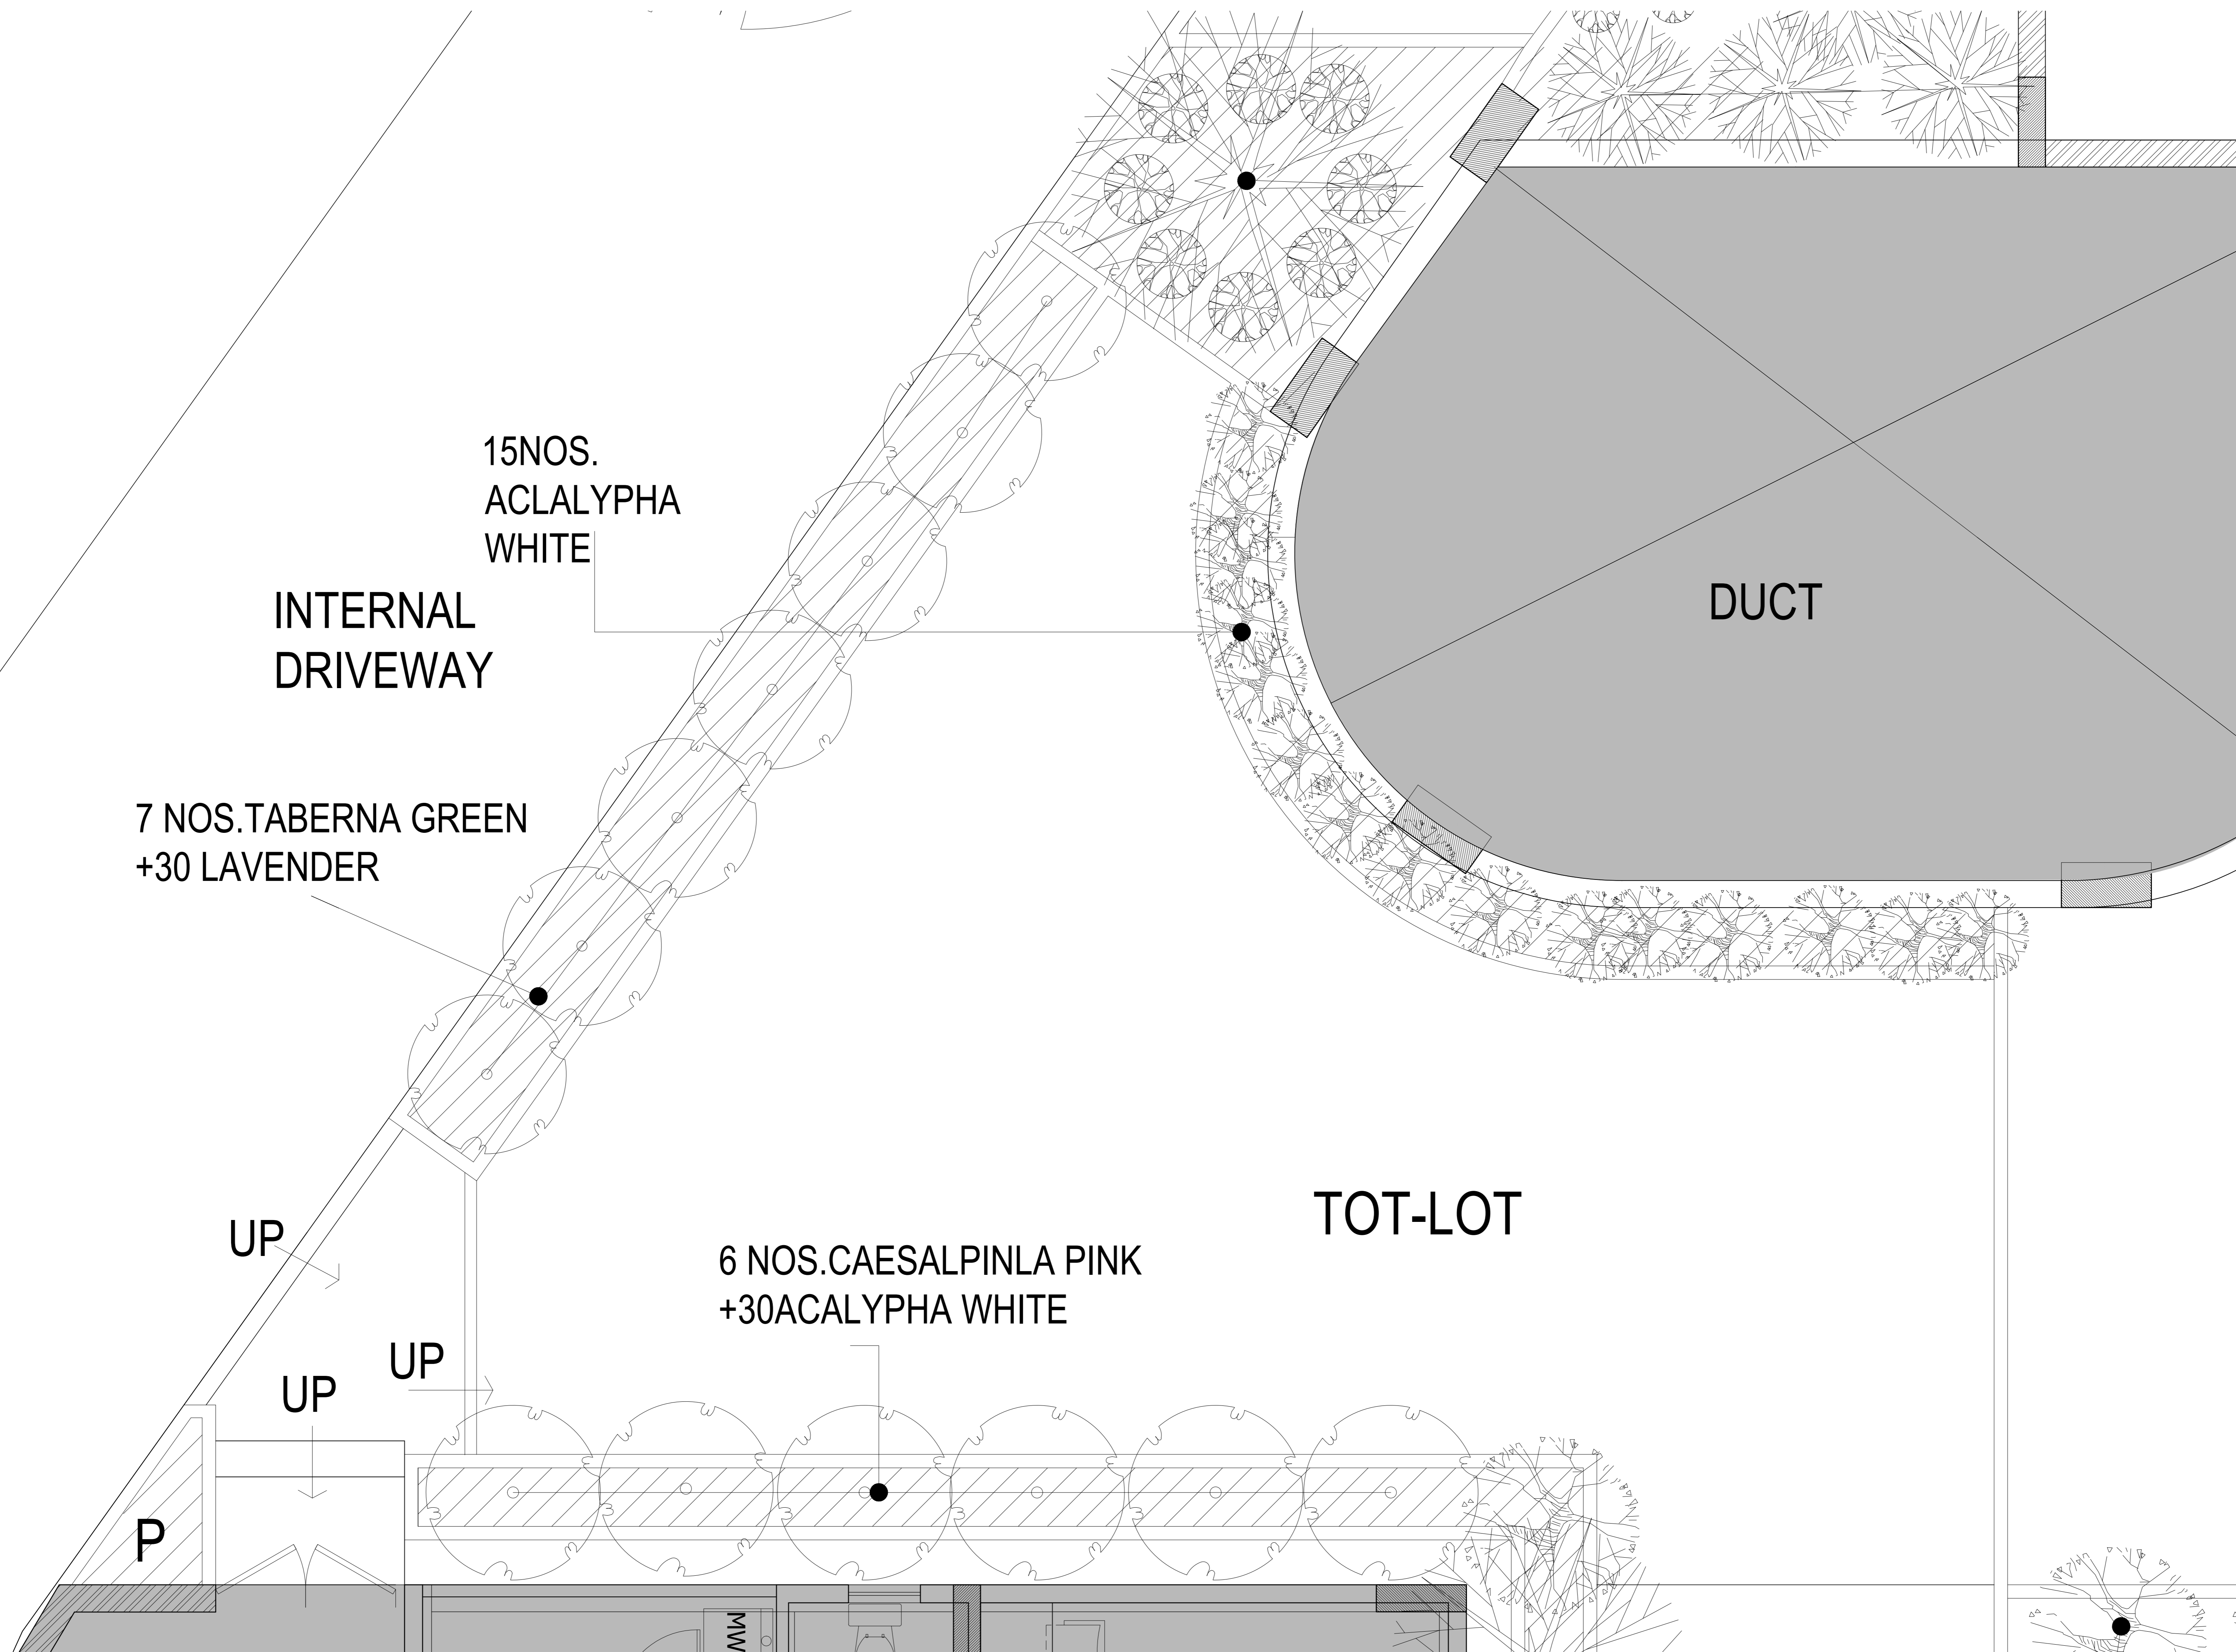 15NOS.
ACLALYPHA
WHITE
INTERNAL
DRIVEWAY
DUCT
7 NOS.TABERNA GREEN
+30 LAVENDER
TOT-LOT
UP
6 NOS.CAESALPINLA PINK
+30ACALYPHA WHITE
UP
UP
P
MW